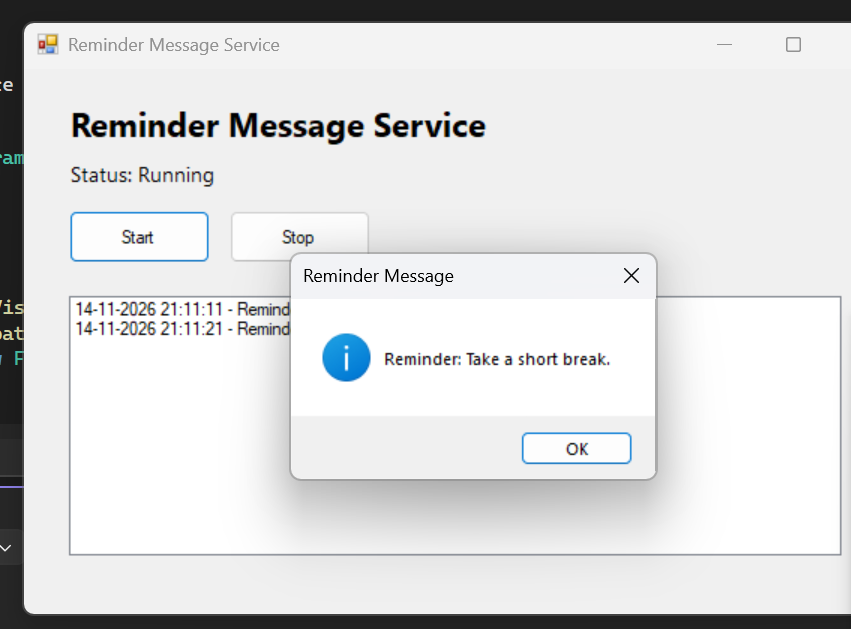 Reminder Message Service
Reminder Message Service
Status: Running
Start
Stop
14-11-2026 21:11:11 - Remind
14-11-2026 21:11:21 - Remind
Reminder Message
Reminder: Take a short break.
OK